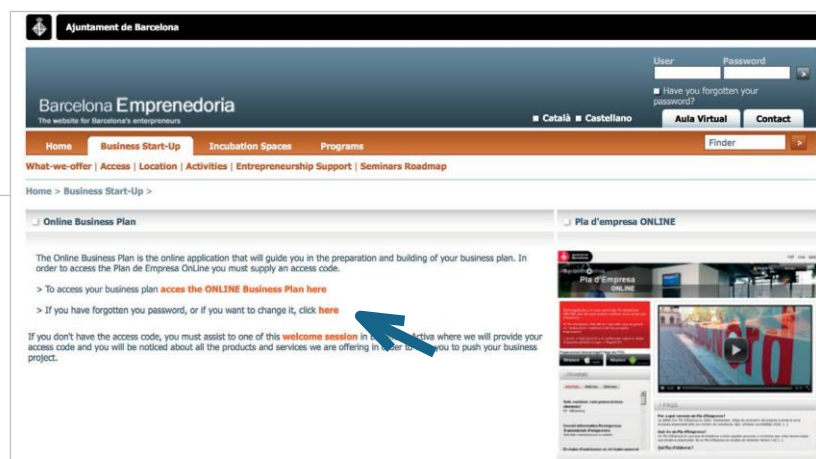 Ajuntament de Barcelona
User Password
Have you forgotten your
password?
Barcelona Emprenedoria
The website for Barcelona's enterpreneurs
Català Castellano
Aula Virtual Contact
Home Business Start-Up Incubation Spaces Programs
Finder
What-we-offer | Access | Location | Activities | Entrepreneurship Support | Seminars Roadmap
Home > Business Start-Up >
Online Business Plan
Pla d'empresa ONLINE
The Online Business Plan is the online application that will guide you in the preparation and building of your business plan. In
order to access the Plan de Empresa OnLine you must supply an access code.
> To access your business plan acces the ONLINE Business Plan here
> If you have forgotten you password, or if you want to change it, click here
If you don't have the access code, you must assist to one of this welcome session in Activa where we will provide your
access code and you will be noticed about all the products and services we are offering in to you to push your business
project.
Pla d'Empresa
ONLINE